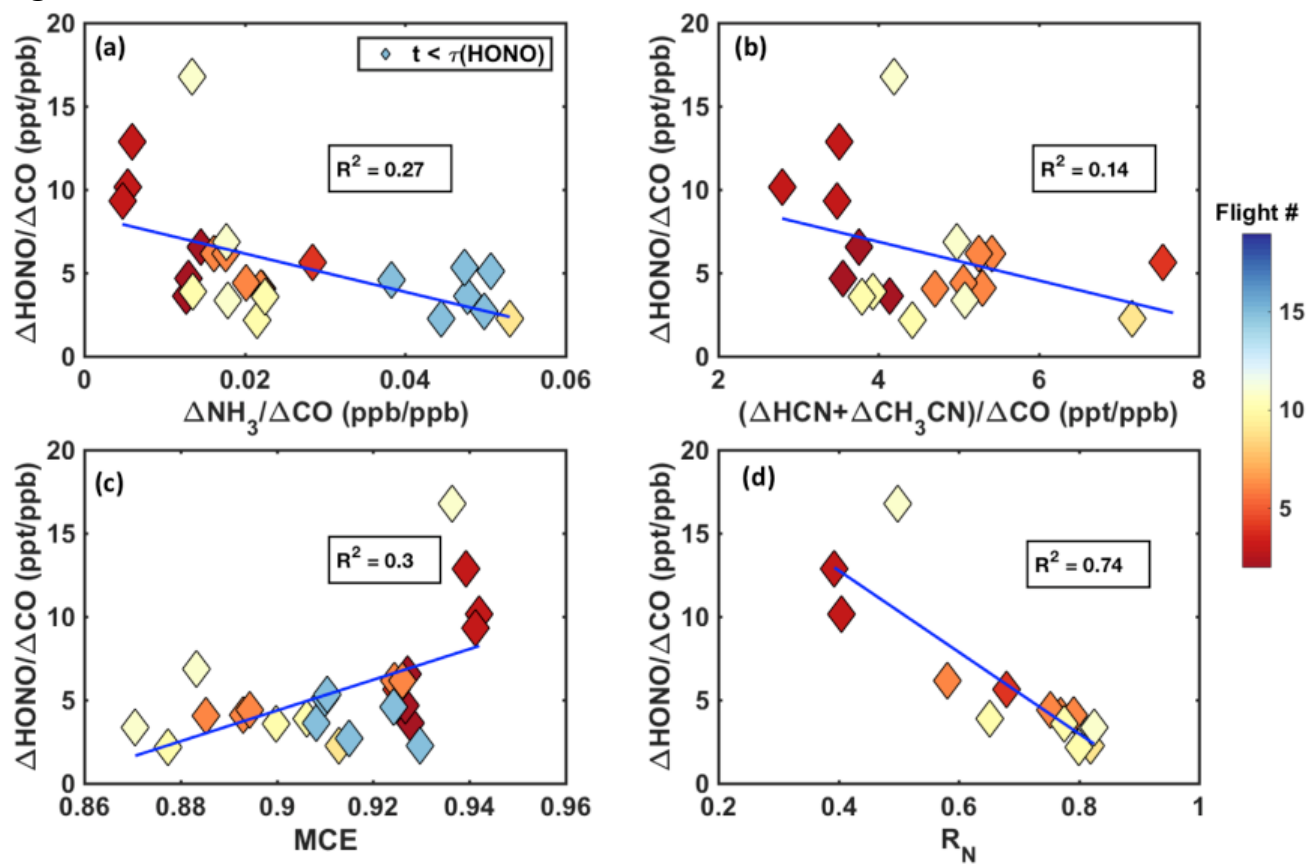 (a)
t < τ(HONO)
R² = 0.27
ΔHONO/ΔCO (ppt/ppb)
20
15
10
5
0
0 0.02 0.04 0.06
ΔNH₃/ΔCO (ppb/ppb)
(b)
R² = 0.14
ΔHONO/ΔCO (ppt/ppb)
20
15
10
5
0
2 4 6 8
(ΔHCN+ΔCH₃CN)/ΔCO (ppt/ppb)
Flight #
15
10
5
(c)
R² = 0.3
ΔHONO/ΔCO (ppt/ppb)
20
15
10
5
0
0.86 0.88 0.9 0.92 0.94 0.96
MCE
(d)
R² = 0.74
ΔHONO/ΔCO (ppt/ppb)
20
15
10
5
0
0.2 0.4 0.6 0.8 1
R_N